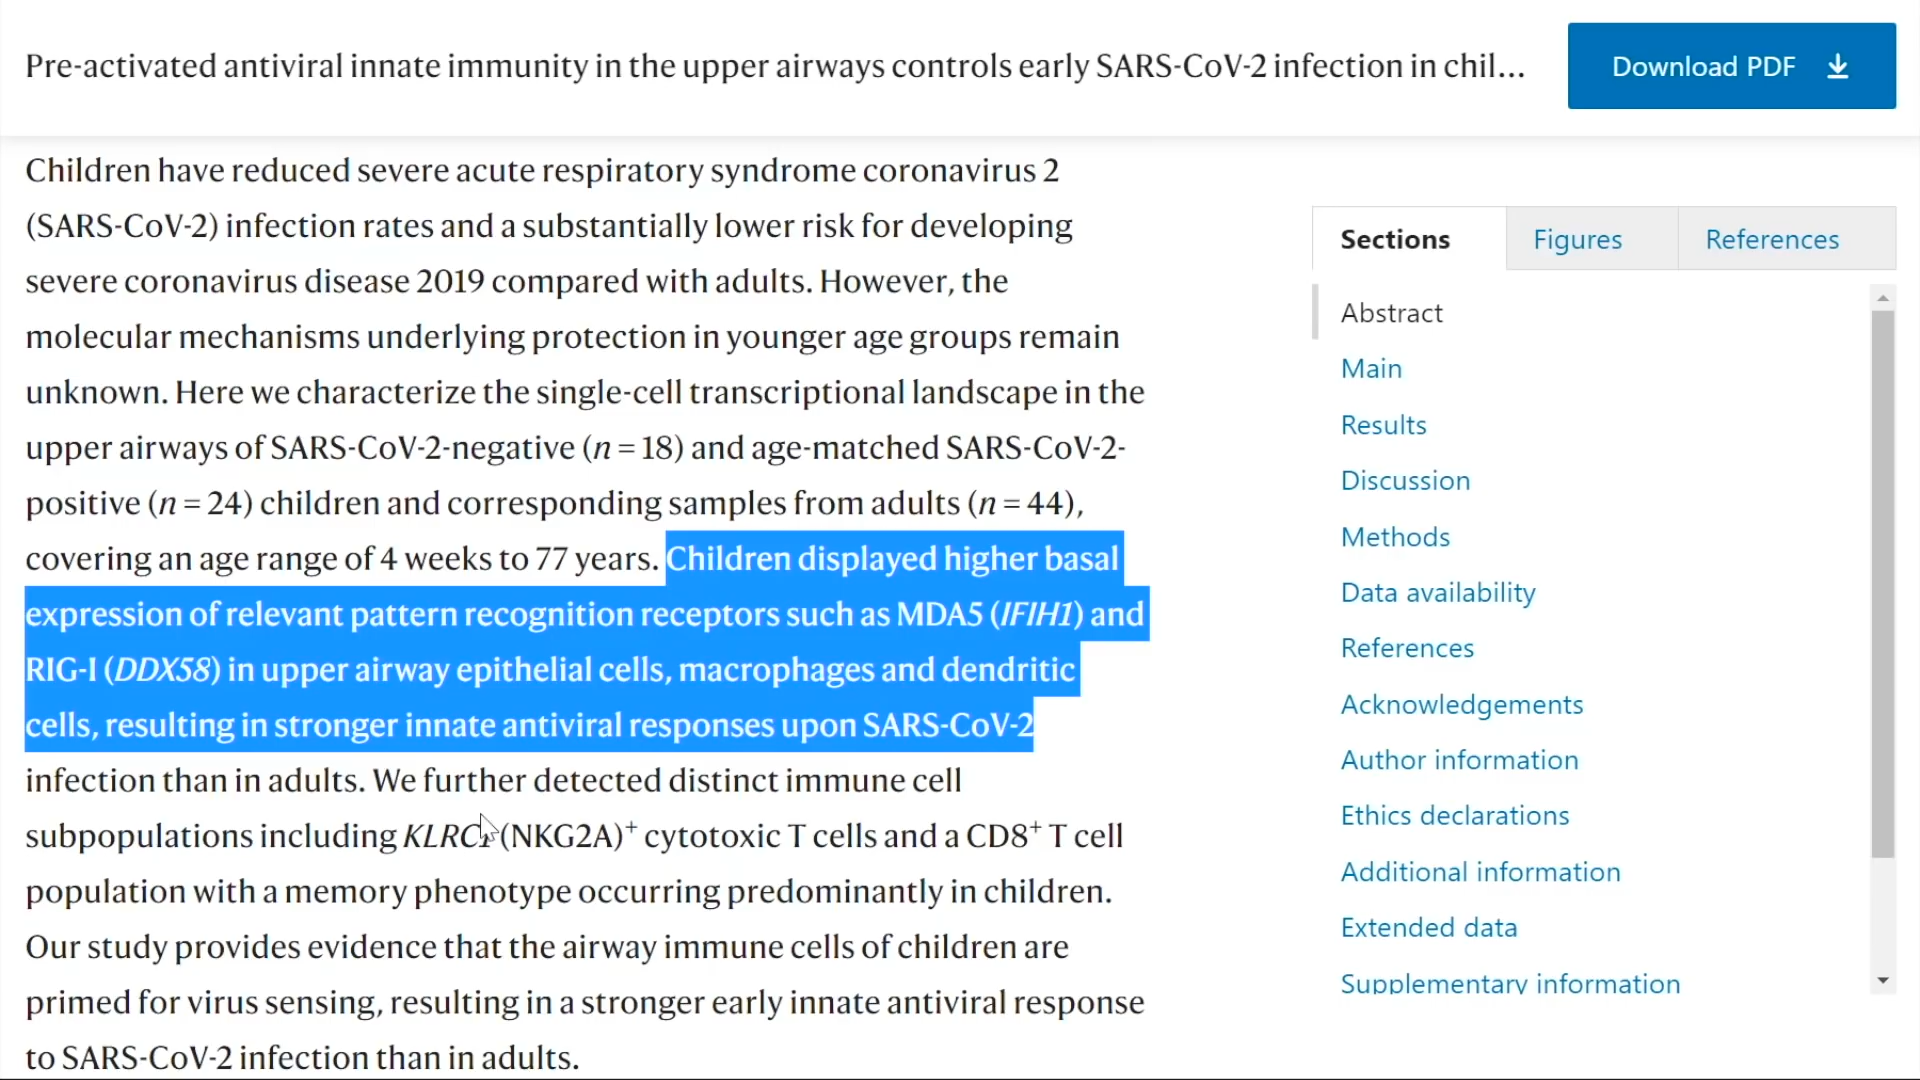 Pre-activated antiviral innate immunity in the upper airways controls early SARS-CoV-2 infection in chil...
Download PDF
Children have reduced severe acute respiratory syndrome coronavirus 2
(SARS-CoV-2) infection rates and a substantially lower risk for developing
severe coronavirus disease 2019 compared with adults. However, the
molecular mechanisms underlying protection in younger age groups remain
unknown. Here we characterize the single-cell transcriptional landscape in the
upper airways of SARS-CoV-2-negative (n = 18) and age-matched SARS-CoV-2-
positive (n = 24) children and corresponding samples from adults (n = 44),
covering an age range of 4 weeks to 77 years. Children displayed higher basal
expression of relevant pattern recognition receptors such as MDA5 (IFIH1) and
RIG-I (DDX58) in upper airway epithelial cells, macrophages and dendritic
cells, resulting in stronger innate antiviral responses upon SARS-CoV-2
infection than in adults. We further detected distinct immune cell
subpopulations including KLRC1 (NKG2A)⁺ cytotoxic T cells and a CD8⁺ T cell
population with a memory phenotype occurring predominantly in children.
Our study provides evidence that the airway immune cells of children are
primed for virus sensing, resulting in a stronger early innate antiviral response
to SARS-CoV-2 infection than in adults.
Sections
Figures
References
Abstract
Main
Results
Discussion
Methods
Data availability
References
Acknowledgements
Author information
Ethics declarations
Additional information
Extended data
Supplementary information